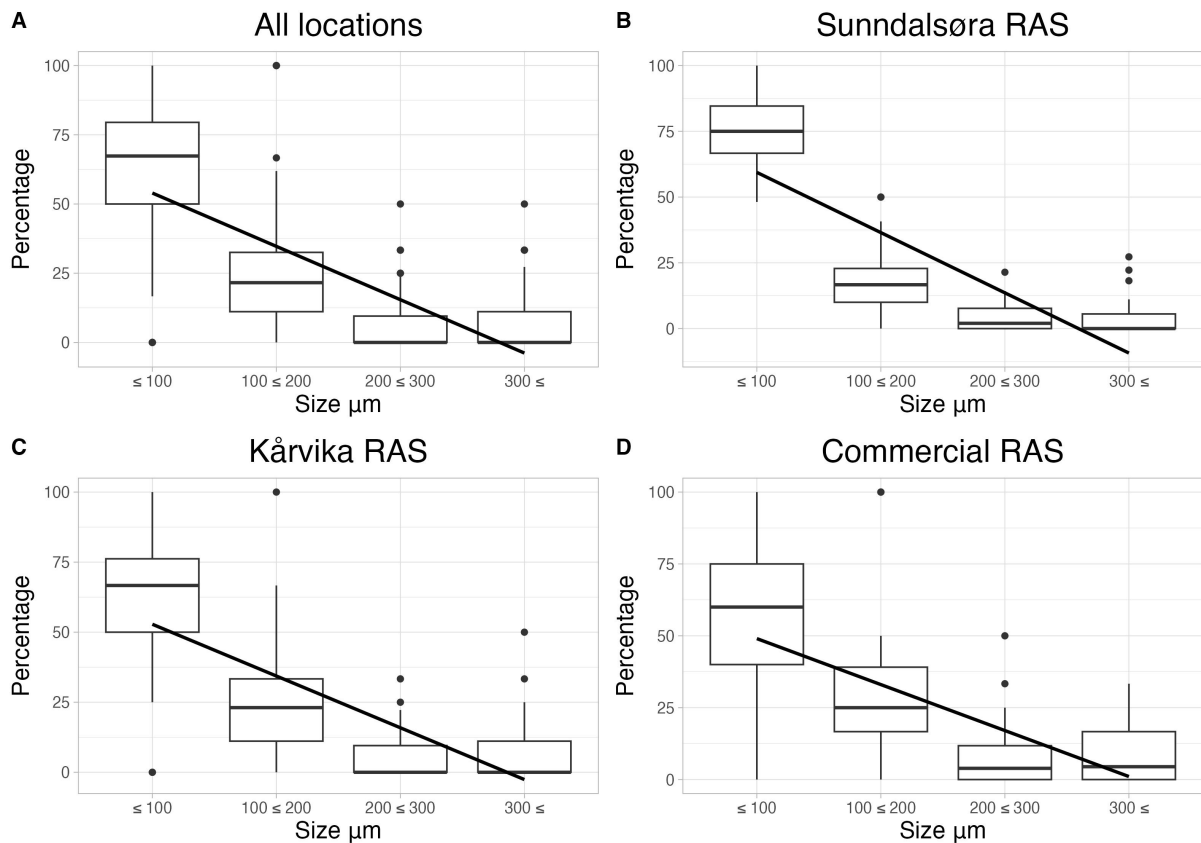 A
All locations
Percentage
100
75
50
25
0
≤ 100
100 ≤ 200
200 ≤ 300
300 ≤
Size µm
B
Sunndalsøra RAS
Percentage
100
75
50
25
0
≤ 100
100 ≤ 200
200 ≤ 300
300 ≤
Size µm
C
Kårvika RAS
Percentage
100
75
50
25
0
≤ 100
100 ≤ 200
200 ≤ 300
300 ≤
Size µm
D
Commercial RAS
Percentage
100
75
50
25
0
≤ 100
100 ≤ 200
200 ≤ 300
300 ≤
Size µm